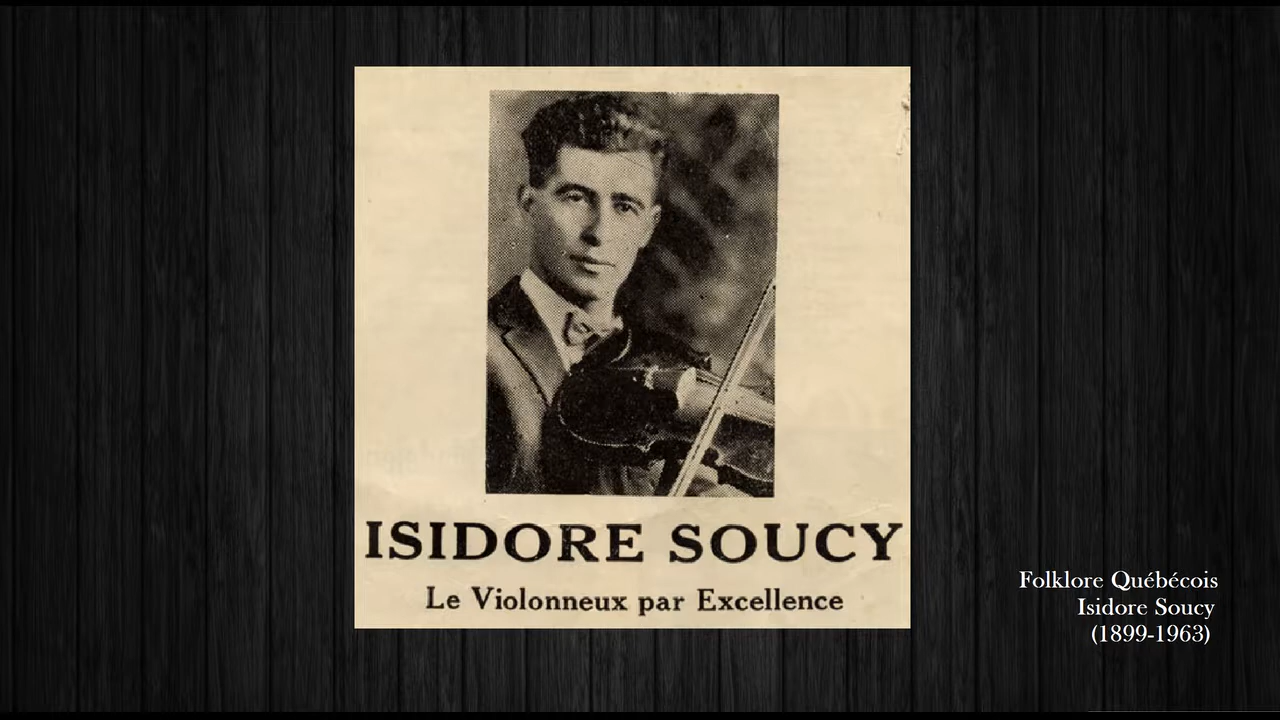 ISIDORE SOUCY
Le Violonneux par Excellence
Folklore Québécois
Isidore Soucy
(1899-1963)